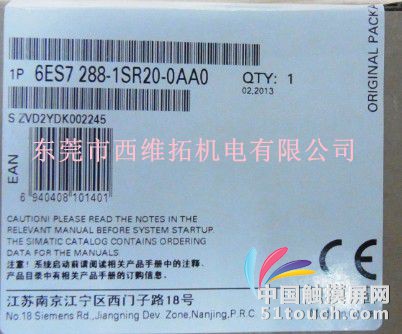 1P 6ES7 288-1SR20-0AA0 QTY: 1
02,2013
ORIGINAL PACKA
S ZVD2YDK002245
东莞市西维拓机电有限公司
EAN
6 940408 101401
CAUTION! PLEASE READ THE NOTES IN THE
RELEVANT MANUAL BEFORE SYSTEM STARTUP.
THE SIMATIC CATALOG CONTAINS ORDERING
DATA FOR THE MANUALS.
注意！系统启动前请阅读相关产品手册中的注释。
产品目录中有相关手册的订购信息。
江苏南京江宁区西门子路18号
No.18 Siemens Rd.,Jiangning Dev. Zone,Nanjing,P.R.C
中国触摸屏网
51touch.com